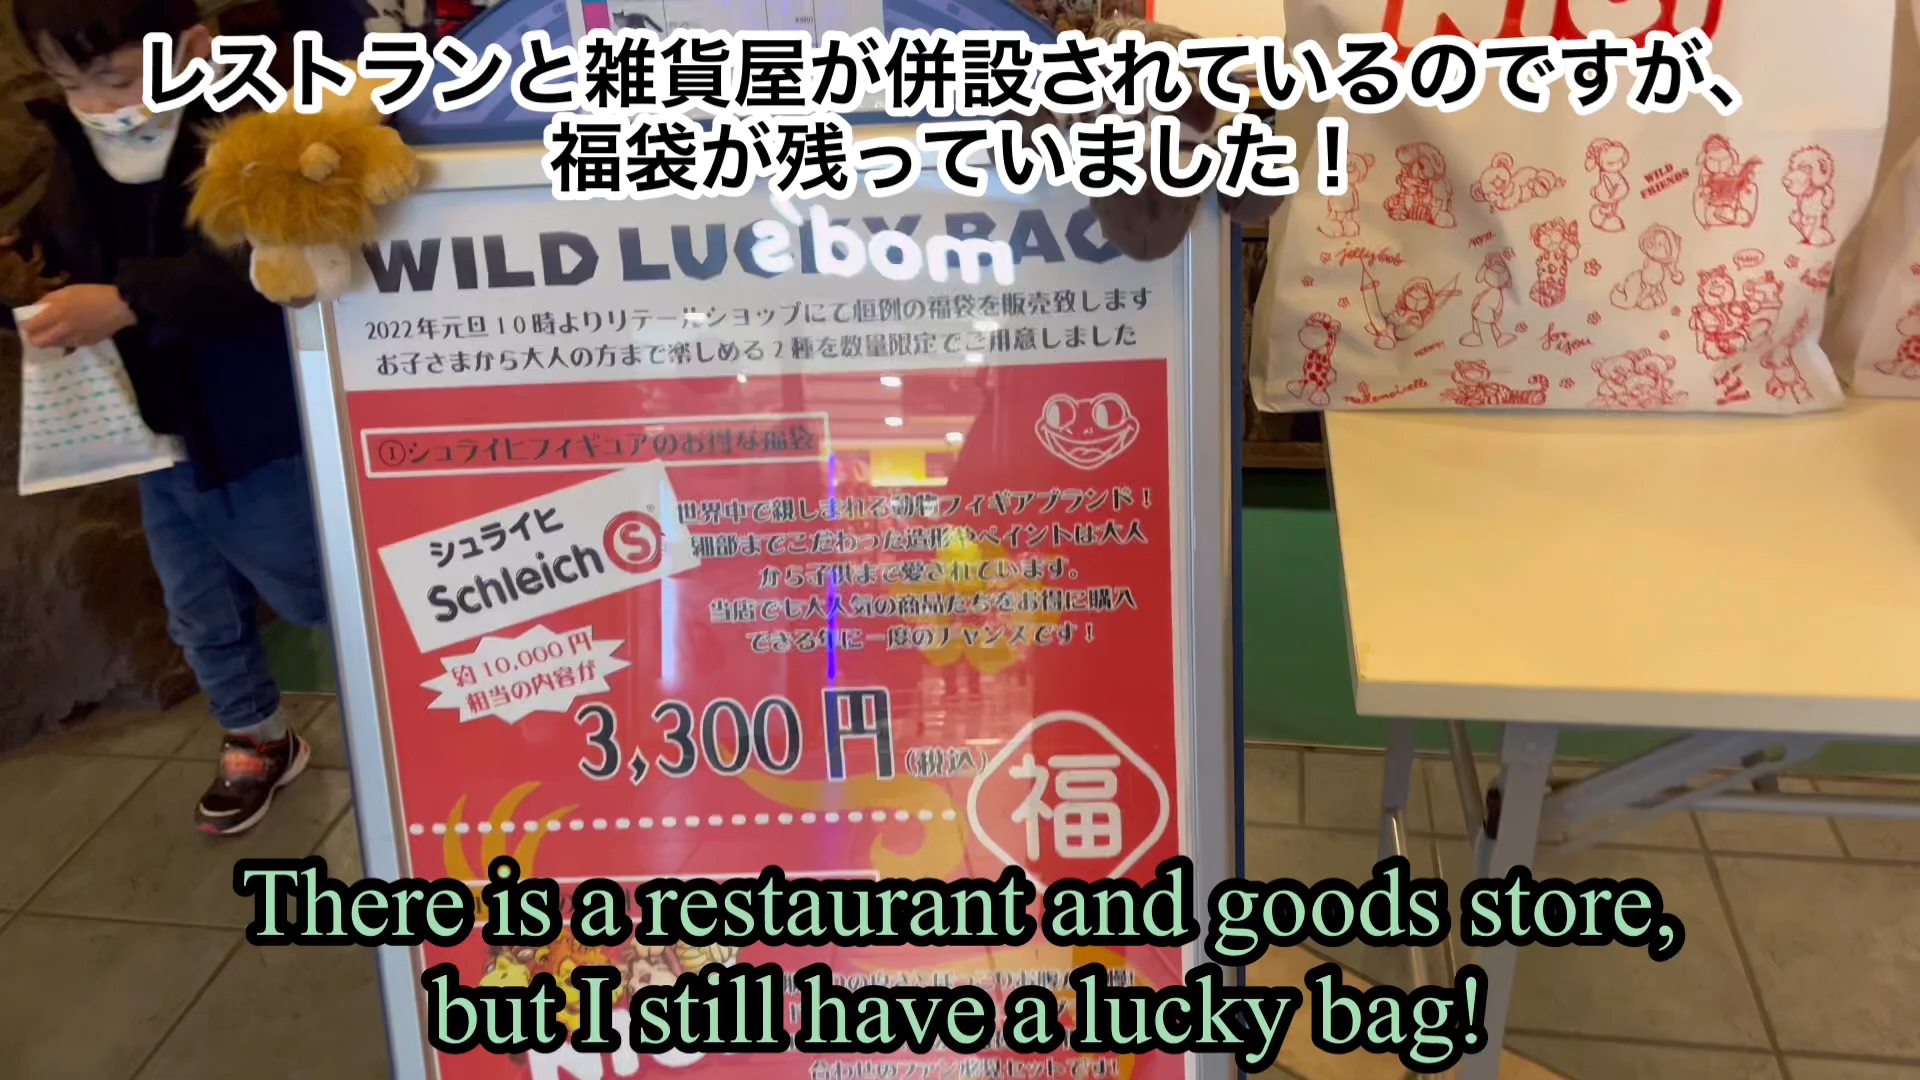 レストランと雑貨屋が併設されているのですが、
福袋が残っていました！
WILD LUCKY BAG
2022年元旦10時よりリテールショップにて恒例の福袋を販売致します
お子さまから大人の方まで楽しめる2種を数量限定でご用意しました
①シュライヒフィギュアのお得な福袋
シュライヒ
Schleich S
世界中で親しまれる動物フィギアブランド！
細部までこだわった造形やペイントは大人
から子供まで愛されています。
当店でも大人気の商品たちをお得に購入
できる年に一度のチャンスです！
約10,000円
相当の内容が
3,300円(税込)
福
WILD
FRIENDS
jolly
There is a restaurant and goods store,
but I still have a lucky bag!